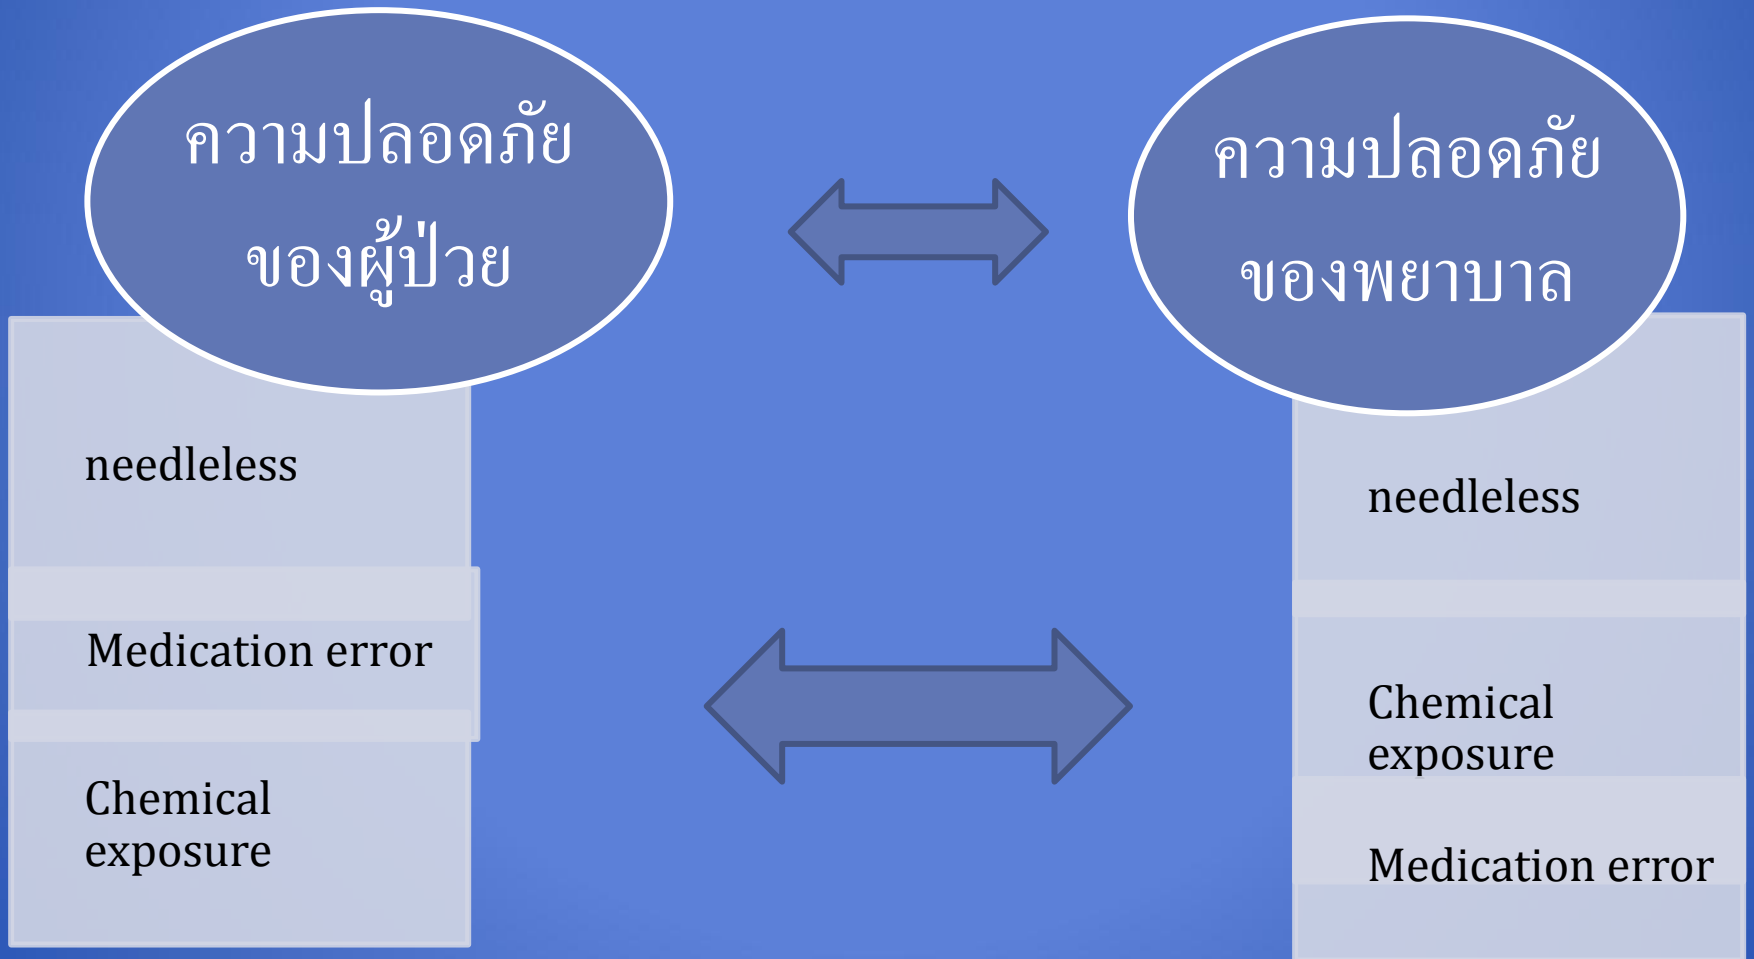 ความปลอดภัย
ของผู้ป่วย
needleless
Medication error
Chemical
exposure
ความปลอดภัย
ของพยาบาล
needleless
Chemical
exposure
Medication error